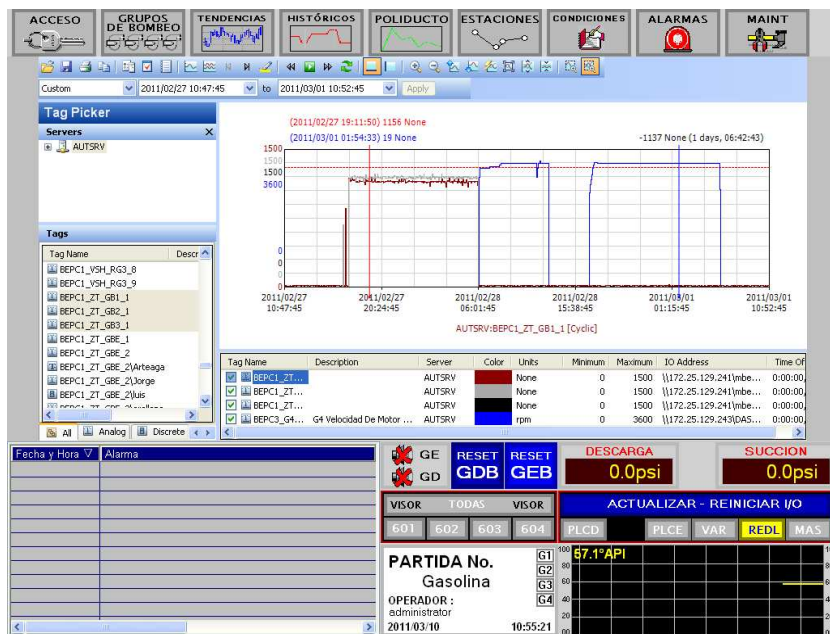 ACCESO
GRUPOS DE BOMBEO
TENDENCIAS
HISTÓRICOS
POLIDUCTO
ESTACIONES
CONDICIONES
ALARMAS
MAINT
Custom 2011/02/27 10:47:45 to 2011/03/01 10:52:45 Apply
Tag Picker
Servers X
AUTSRV
Tags
Tag Name Descr
BEPC1_VSH_RG3_8
BEPC1_VSH_RG3_9
BEPC1_ZT_GB1_1
BEPC1_ZT_GB2_1
BEPC1_ZT_GB3_1
BEPC1_ZT_GBE_1
BEPC1_ZT_GBE_2
BEPC1_ZT_GBE_2\Arteaga
BEPC1_ZT_GBE_2\Jorge
BEPC1_ZT_GBE_2\luis
All Analog Discrete
(2011/02/27 19:11:50) 1156 None
(2011/03/01 01:54:33) 19 None -1137 None (1 days, 06:42:43)
1500
1500
1500
3600
0
0
0
0
2011/02/27 10:47:45
2011/02/27 20:24:45
2011/02/28 06:01:45
2011/02/28 15:38:45
2011/03/01 01:15:45
2011/03/01 10:52:45
AUTSRV:BEPC1_ZT_GB1_1 [Cyclic]
Tag Name Description Server Color Units Minimum Maximum IO Address Time Of
BEPC1_ZT... AUTSRV None 0 1500 \\172.25.129.241\mbe... 0:00:00,
BEPC1_ZT... AUTSRV None 0 1500 \\172.25.129.241\mbe... 0:00:00,
BEPC1_ZT... AUTSRV None 0 1500 \\172.25.129.241\mbe... 0:00:00,
BEPC3_G4... G4 Velocidad De Motor ... AUTSRV rpm 0 3600 \\172.25.129.243\DAS... 0:00:00,
Fecha y Hora Alarma
GE
GD
RESET GDB
RESET GEB
DESCARGA
0.0psi
SUCCION
0.0psi
VISOR TODAS VISOR
601 602 603 604
ACTUALIZAR - REINICIAR I/O
PLCD PLCE VAR REDL MAS
PARTIDA No.
Gasolina
OPERADOR :
administrator
2011/03/10 10:55:21
G1
G2
G3
G4
57.1°API
100
80
60
40
20
00